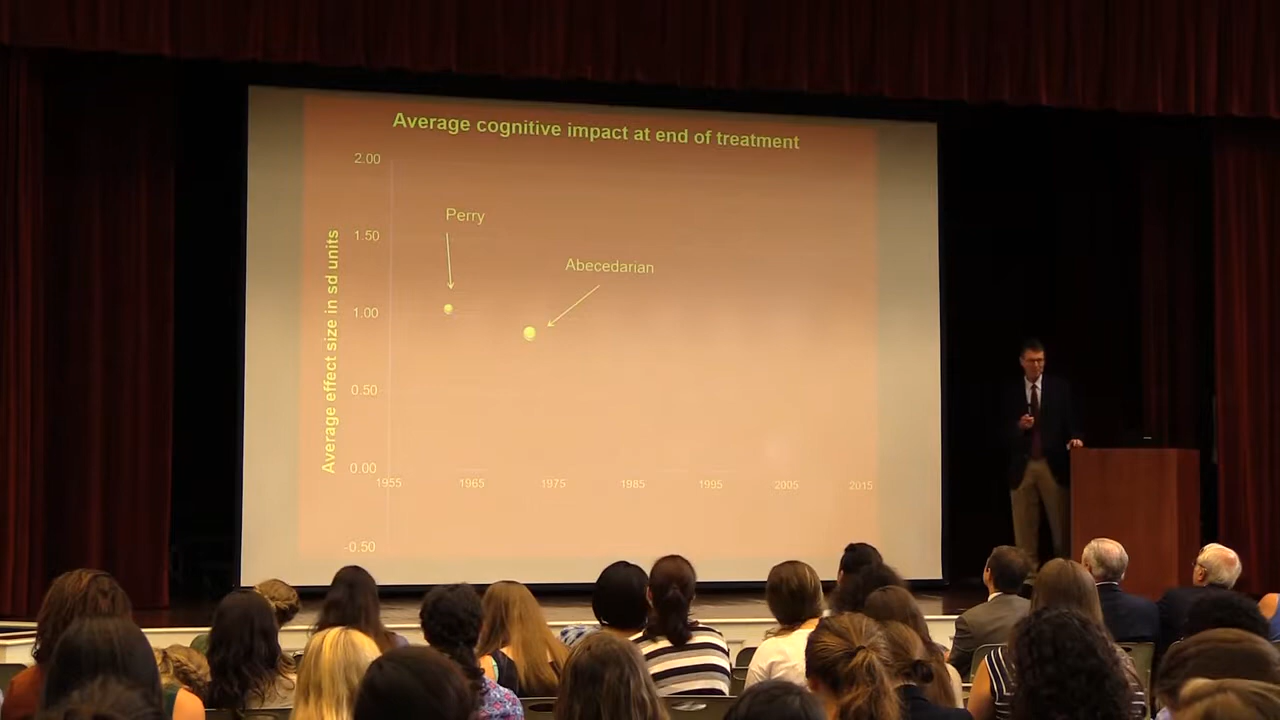 Average cognitive impact at end of treatment
2.00
Perry
1.50
Abecedarian
1.00
0.50
0.00
1955 1965 1975 1985 1995 2005 2015
-0.50
Average effect size in sd units